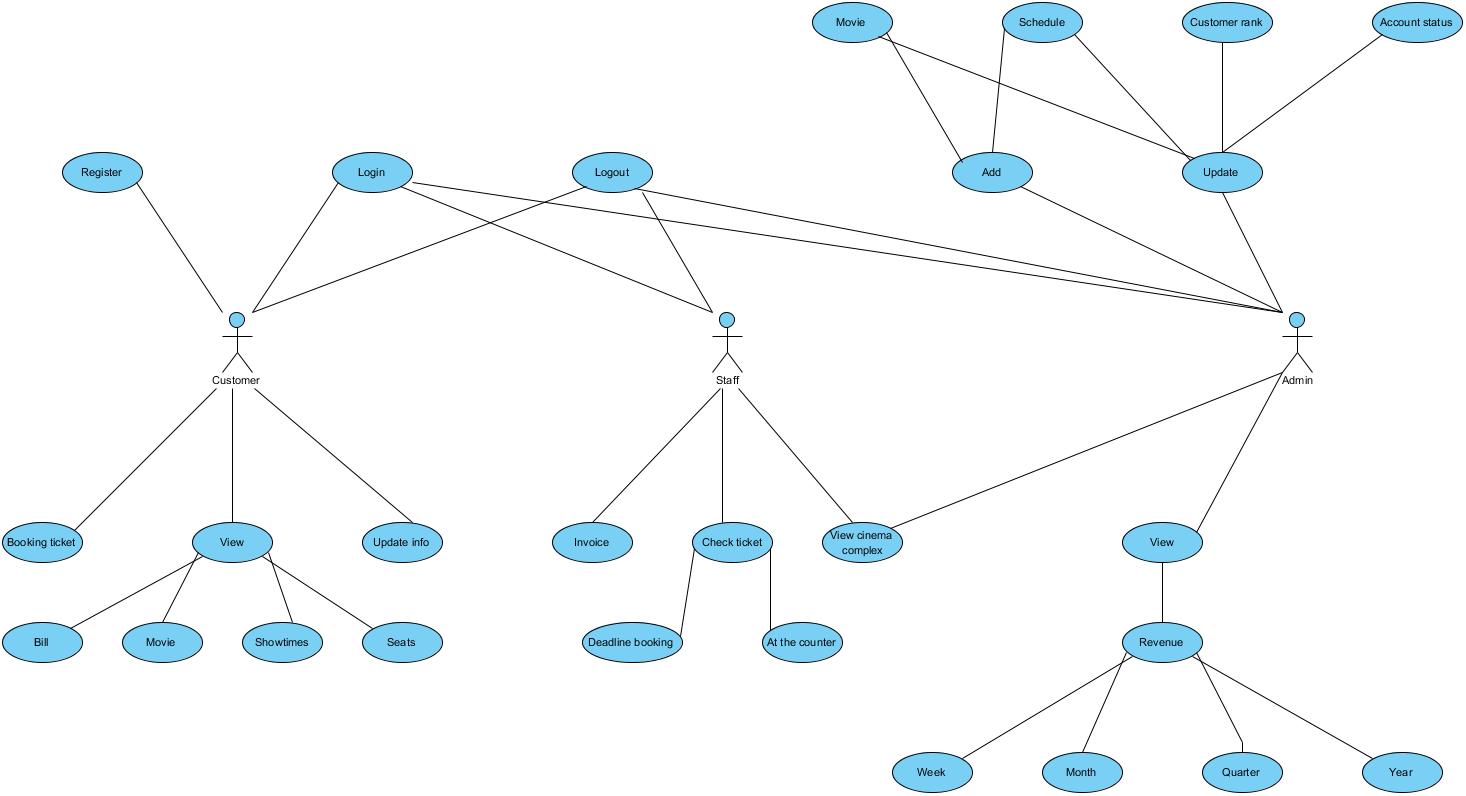 Movie
Schedule
Customer rank
Account status
Register
Login
Logout
Add
Update
Customer
Staff
Admin
Booking ticket
View
Update info
Invoice
Check ticket
View cinema
complex
View
Bill
Movie
Showtimes
Seats
Deadline booking
At the counter
Revenue
Week
Month
Quarter
Year